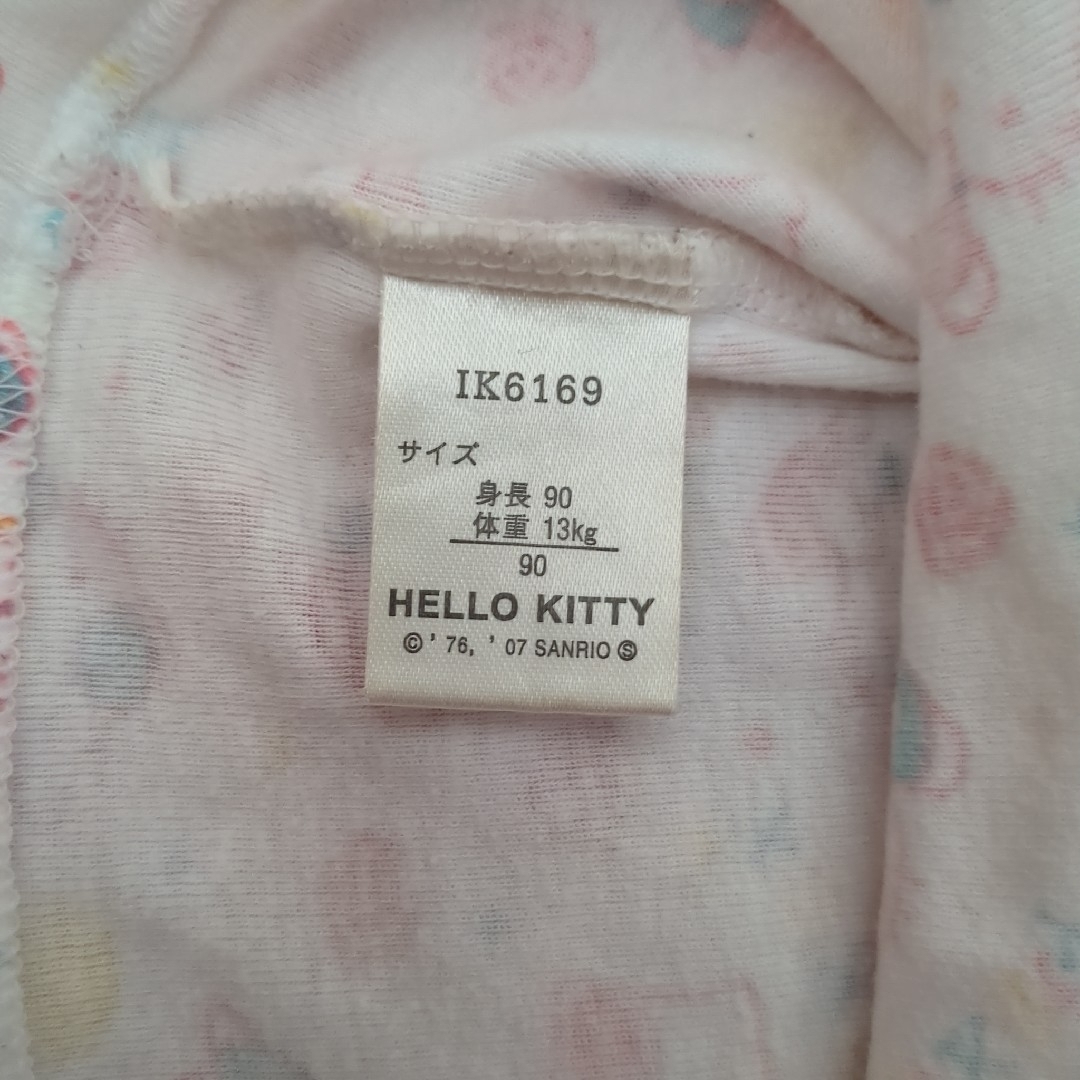 IK6169
サイズ
身長 90
体重 13kg
90
HELLO KITTY
©'76, '07 SANRIO Ⓢ